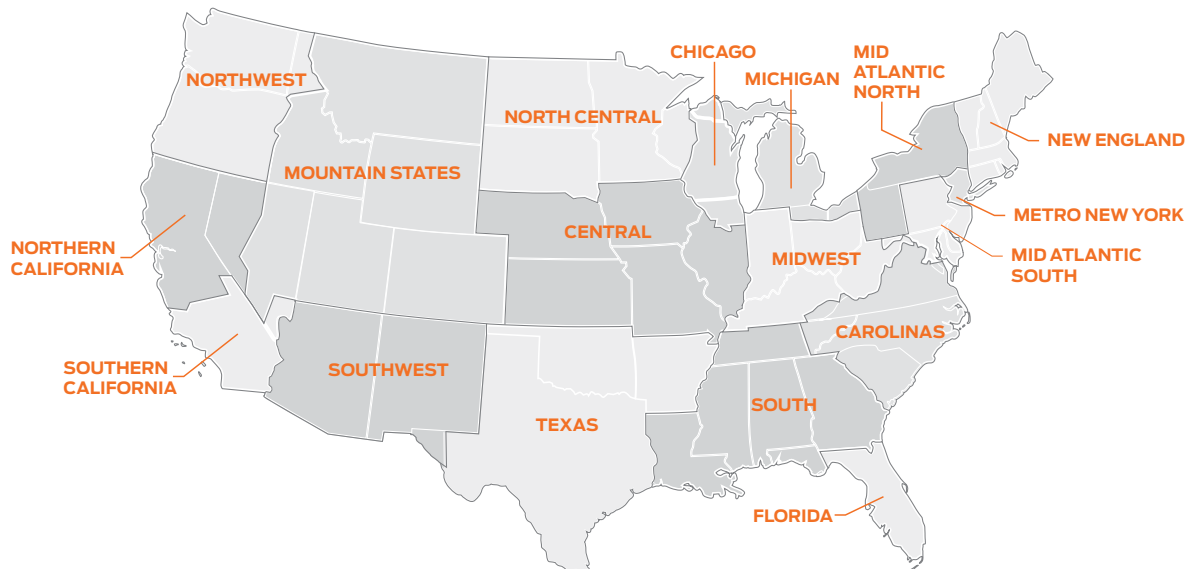 CHICAGO
MID
ATLANTIC
NORTH
MICHIGAN
NORTHWEST
NORTH CENTRAL
NEW ENGLAND
MOUNTAIN STATES
METRO NEW YORK
CENTRAL
NORTHERN
CALIFORNIA
MIDWEST
MID ATLANTIC
SOUTH
CAROLINAS
SOUTHERN
CALIFORNIA
SOUTHWEST
SOUTH
TEXAS
FLORIDA